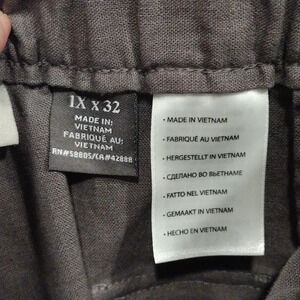 1X x 32
MADE IN:
VIETNAM
FABRIQUÉ AU:
VIETNAM
RN#58805/CA#42888
• MADE IN VIETNAM
• FABRIQUÉ AU VIETNAM
• HERGESTELLT IN VIETNAM
• СДЕЛАНО ВО ВЬЕТНАМЕ
• FATTO NEL VIETNAM
• GEMAAKT IN VIETNAM
• HECHO EN VIETNAM